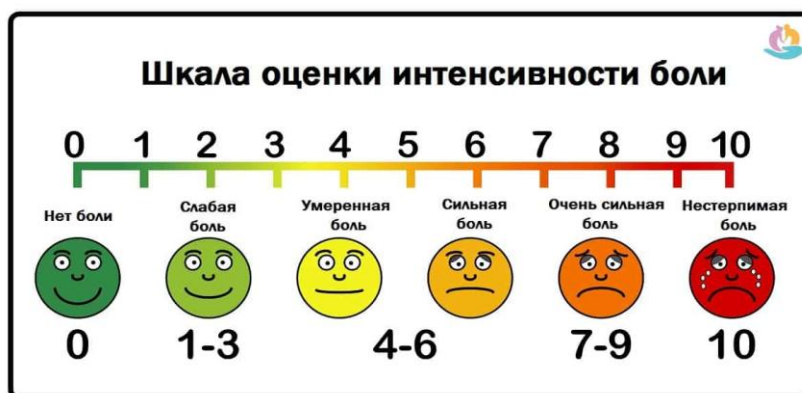 Шкала оценки интенсивности боли
0 1 2 3 4 5 6 7 8 9 10
Нет боли
Слабая
боль
Умеренная
боль
Сильная
боль
Очень сильная
боль
Нестерпимая
боль
0 1-3 4-6 7-9 10